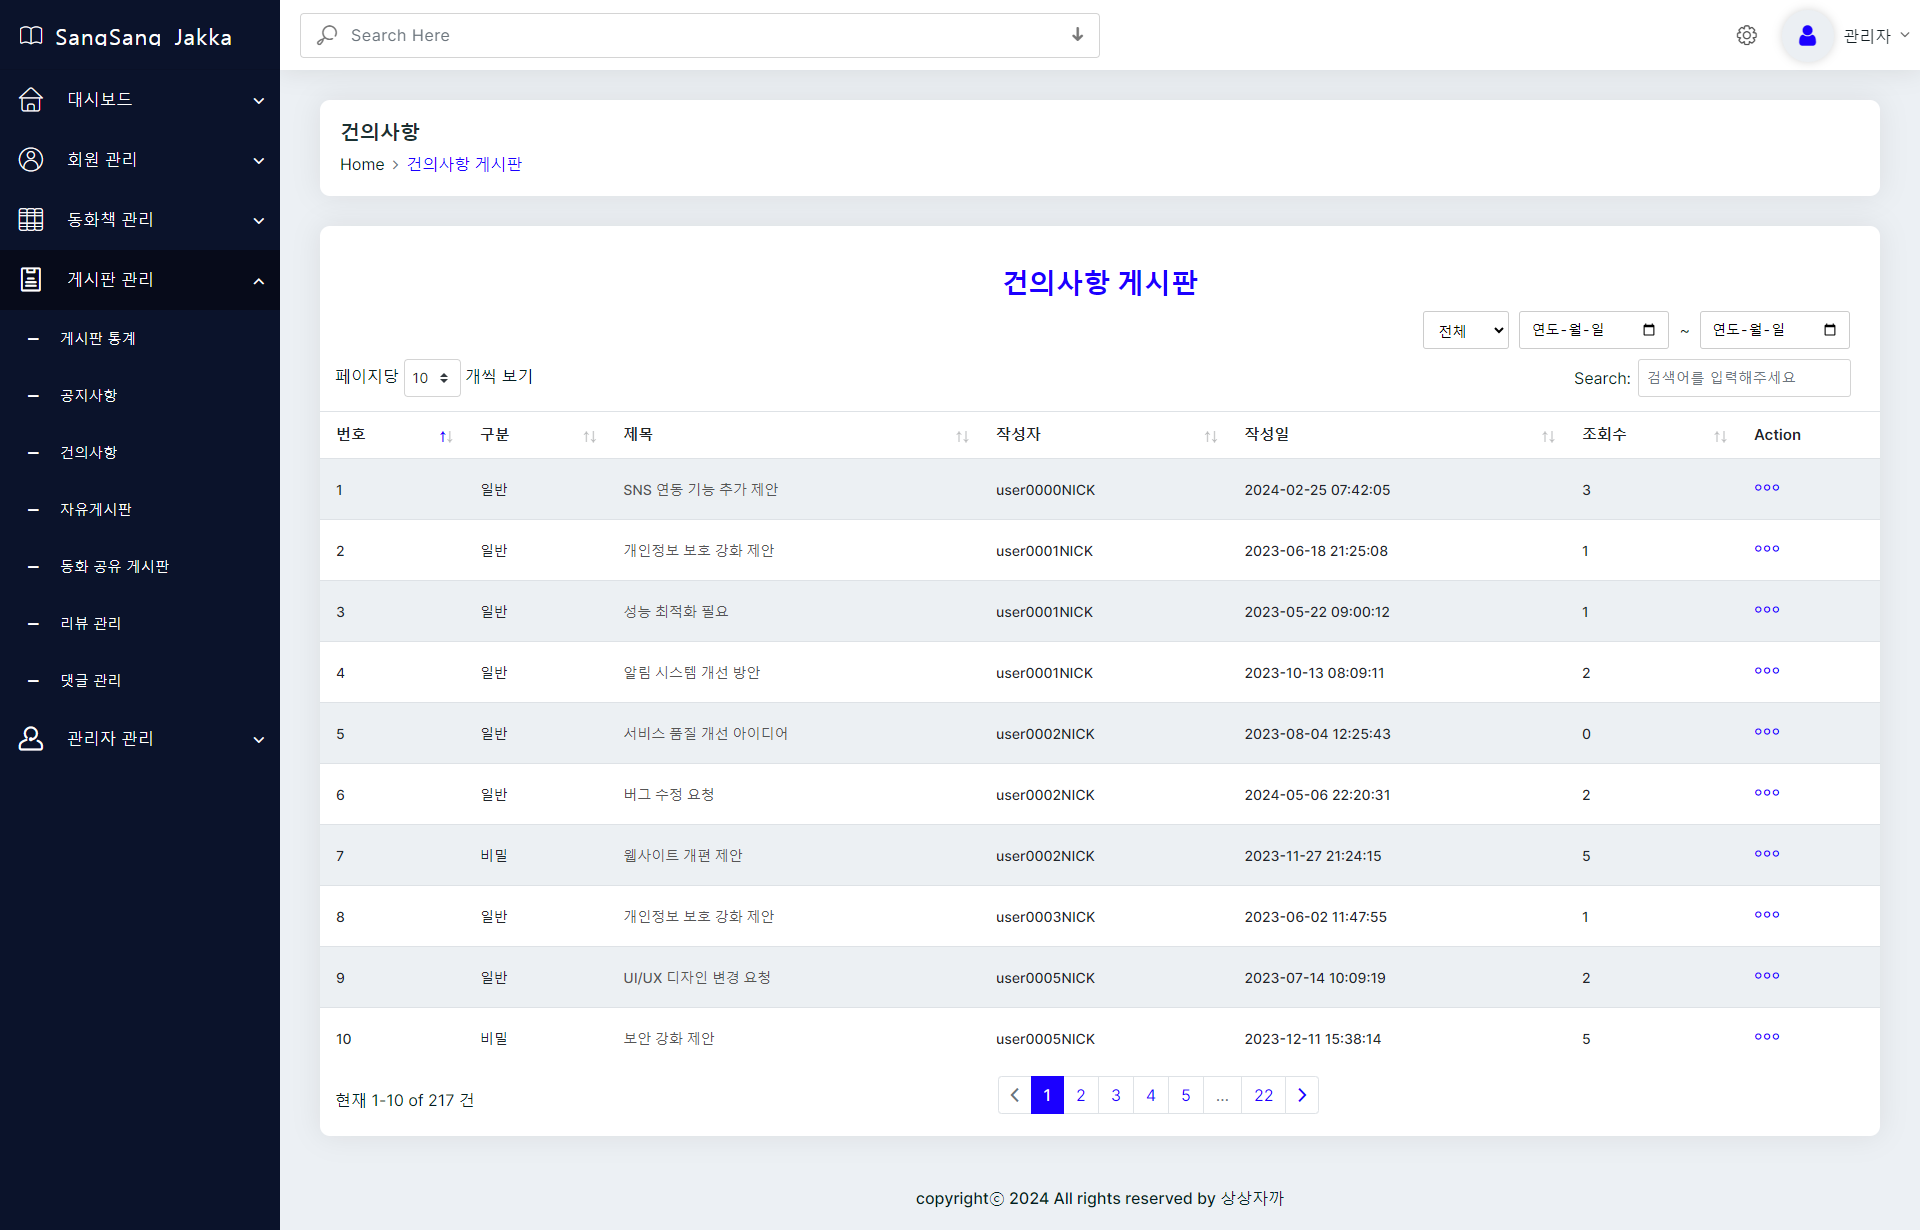 SangSang Jakka
Search Here
관리자
대시보드
회원 관리
동화책 관리
게시판 관리
게시판 통계
공지사항
건의사항
자유게시판
동화 공유 게시판
리뷰 관리
댓글 관리
관리자 관리
건의사항
Home > 건의사항 게시판
건의사항 게시판
전체 연도-월-일 ~ 연도-월-일
페이지당 10 개씩 보기 Search: 검색어를 입력해주세요
번호 구분 제목 작성자 작성일 조회수 Action
1 일반 SNS 연동 기능 추가 제안 user0000NICK 2024-02-25 07:42:05 3
2 일반 개인정보 보호 강화 제안 user0001NICK 2023-06-18 21:25:08 1
3 일반 성능 최적화 필요 user0001NICK 2023-05-22 09:00:12 1
4 일반 알림 시스템 개선 방안 user0001NICK 2023-10-13 08:09:11 2
5 일반 서비스 품질 개선 아이디어 user0002NICK 2023-08-04 12:25:43 0
6 일반 버그 수정 요청 user0002NICK 2024-05-06 22:20:31 2
7 비밀 웹사이트 개편 제안 user0002NICK 2023-11-27 21:24:15 5
8 일반 개인정보 보호 강화 제안 user0003NICK 2023-06-02 11:47:55 1
9 일반 UI/UX 디자인 변경 요청 user0005NICK 2023-07-14 10:09:19 2
10 비밀 보안 강화 제안 user0005NICK 2023-12-11 15:38:14 5
현재 1-10 of 217 건 1 2 3 4 5 ... 22
copyrightⓒ 2024 All rights reserved by 상상자까